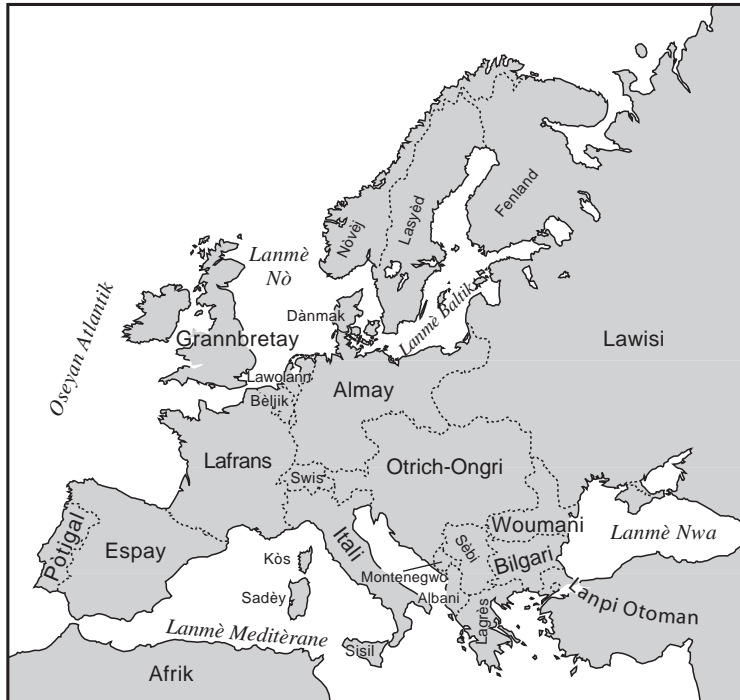 Lanmè
Nò
Nòvèj
Lasyèd
Fenland
Oseyan Atlantik
Dànmak
Lanmè Baltik
Grannbretay
Lawisi
Lawolann
Bèljik
Almay
Lafrans
Swis
Otrich-Ongri
Woumani
Lanmè Nwa
Pòtigal
Espay
Itali
Sèbi
Bilgari
Kòs
Montenegwo
Sadèy
Albani
Lanpi Otoman
Lagrès
Lanmè Meditèrane
Sisil
Afrik